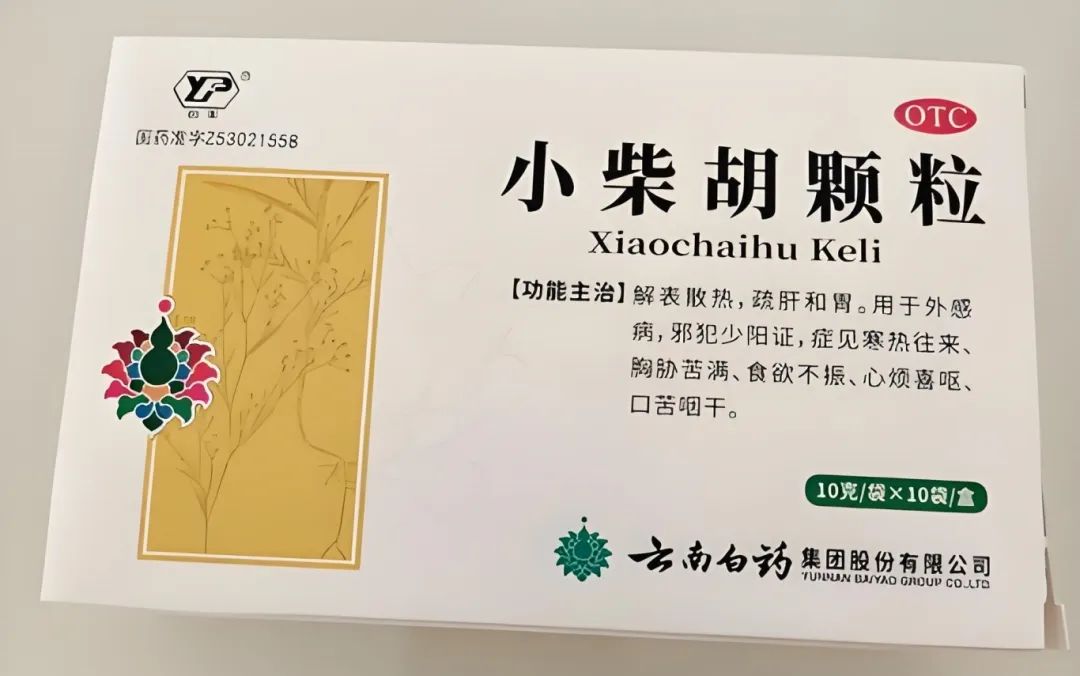 YP
国药准字Z53021558
OTC
小柴胡颗粒
Xiaochaihu Keli
【功能主治】解表散热,疏肝和胃。用于外感
病,邪犯少阳证,症见寒热往来、
胸胁苦满、食欲不振、心烦喜呕、
口苦咽干。
10克/袋×10袋/盒
云南白药 集团股份有限公司
YUNNAN BAIYAO GROUP CO.,LTD